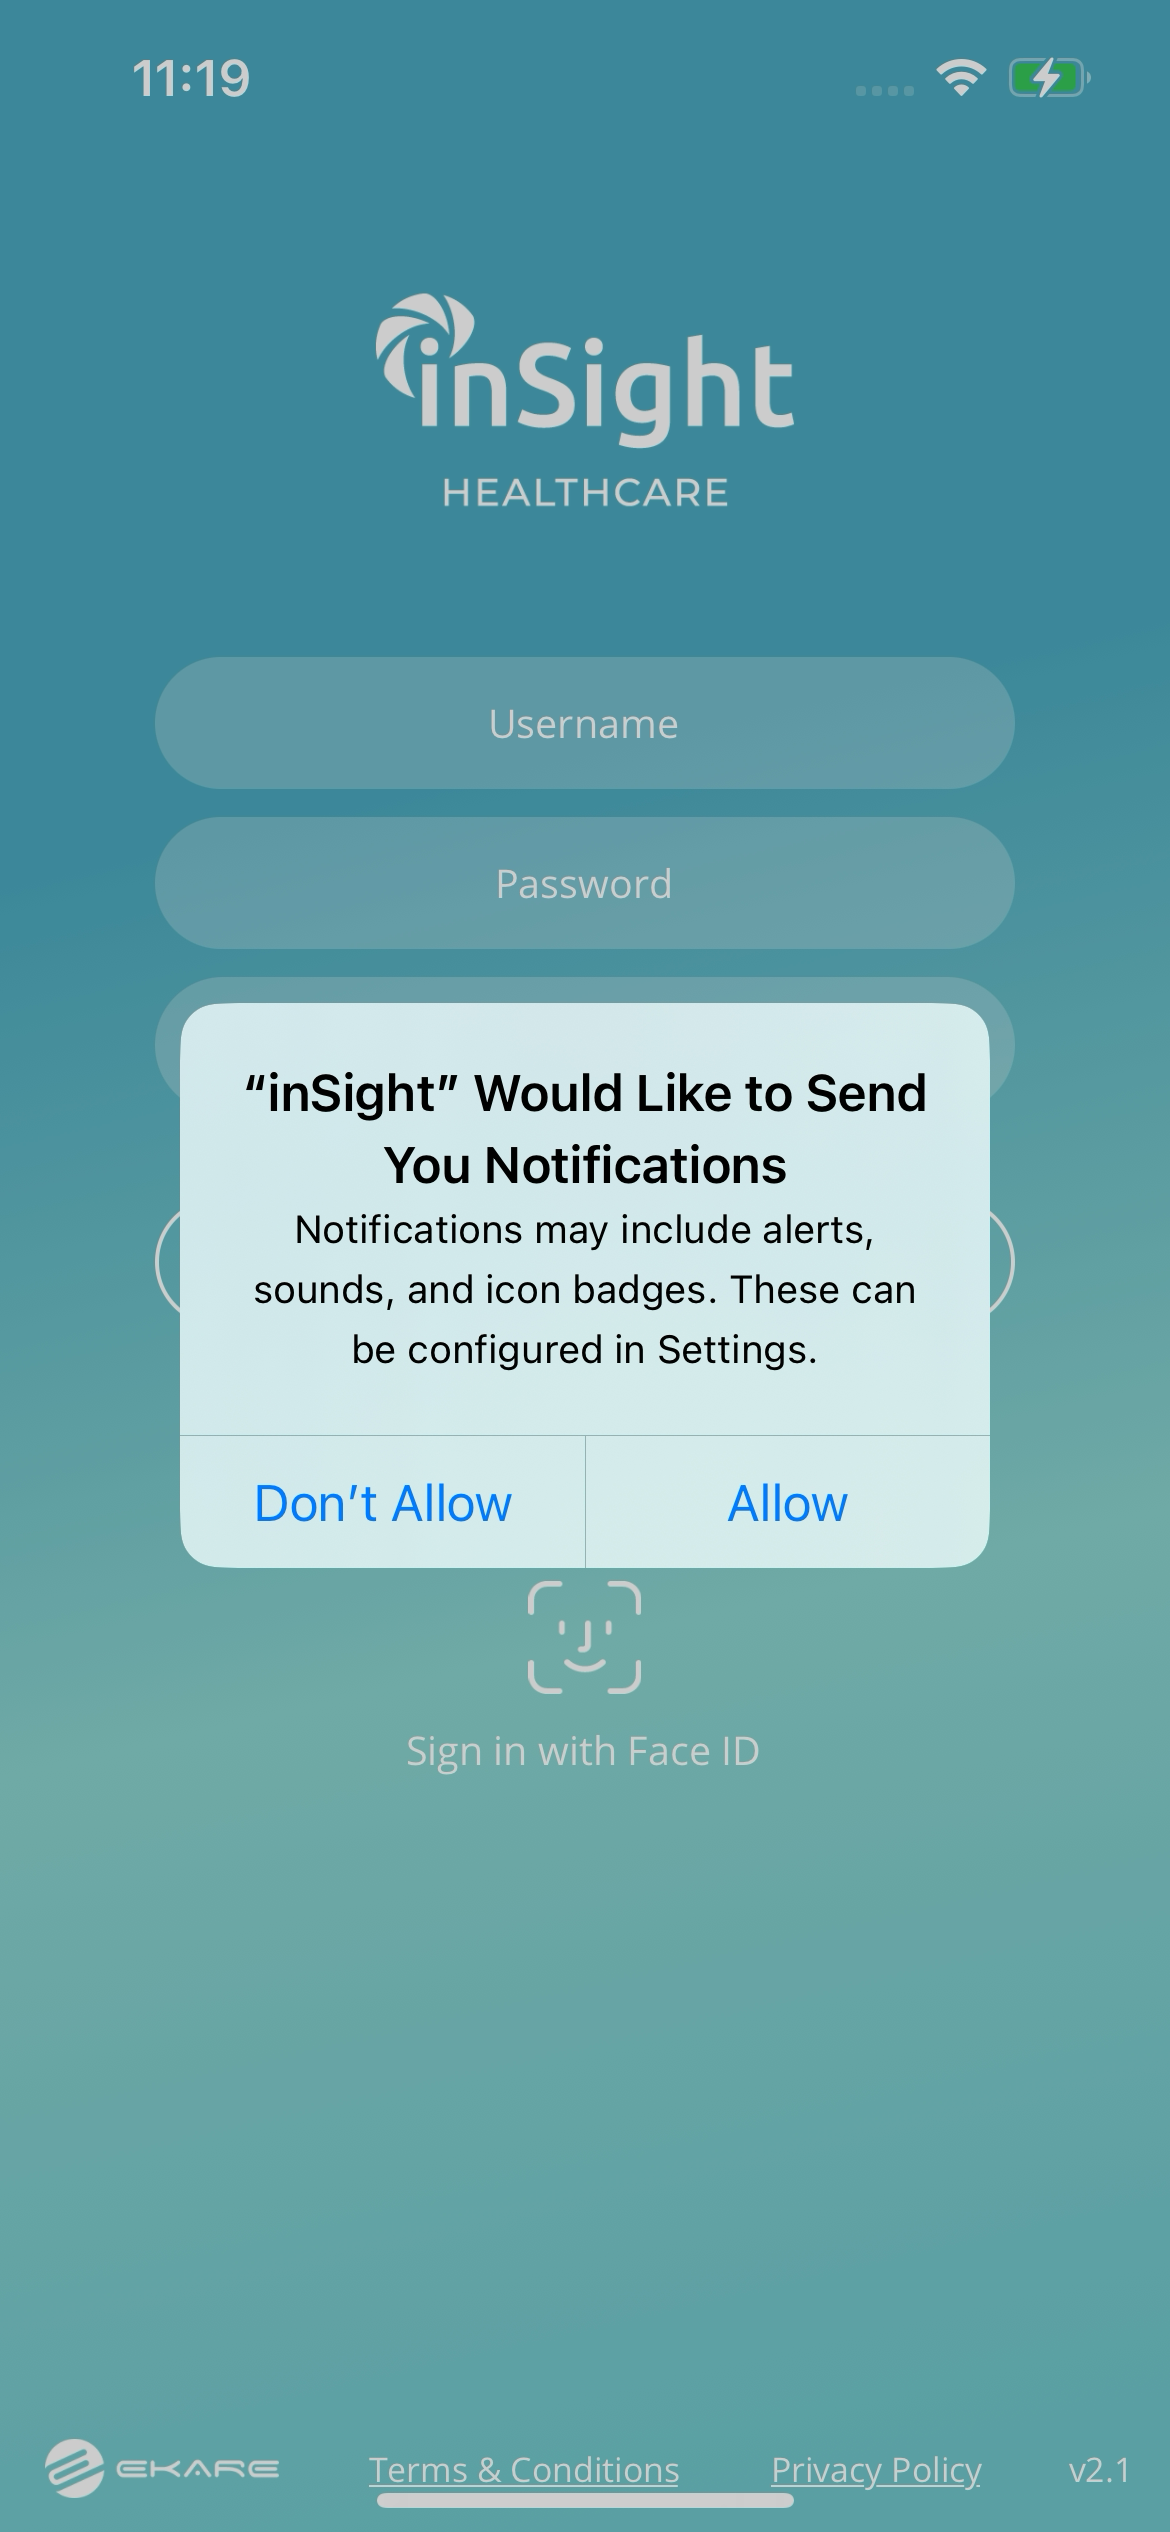 11:19
inSight
HEALTHCARE
Username
Password
“inSight” Would Like to Send
You Notifications
Notifications may include alerts,
sounds, and icon badges. These can
be configured in Settings.
Don’t Allow
Allow
Sign in with Face ID
EKARE
Terms & Conditions
Privacy Policy
v2.1